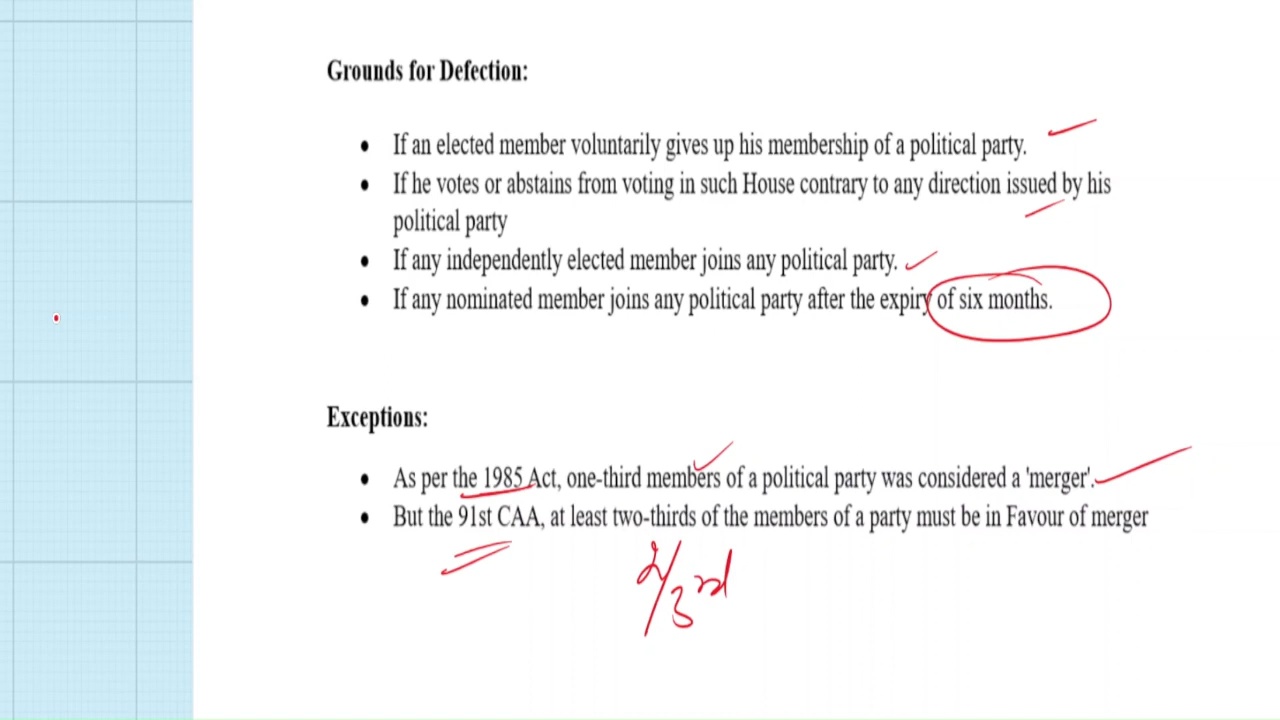 Grounds for Defection:
• If an elected member voluntarily gives up his membership of a political party.
• If he votes or abstains from voting in such House contrary to any direction issued by his
political party
• If any independently elected member joins any political party.
• If any nominated member joins any political party after the expiry of six months.
Exceptions:
• As per the 1985 Act, one-third members of a political party was considered a 'merger'.
• But the 91st CAA, at least two-thirds of the members of a party must be in Favour of merger
2/3rd